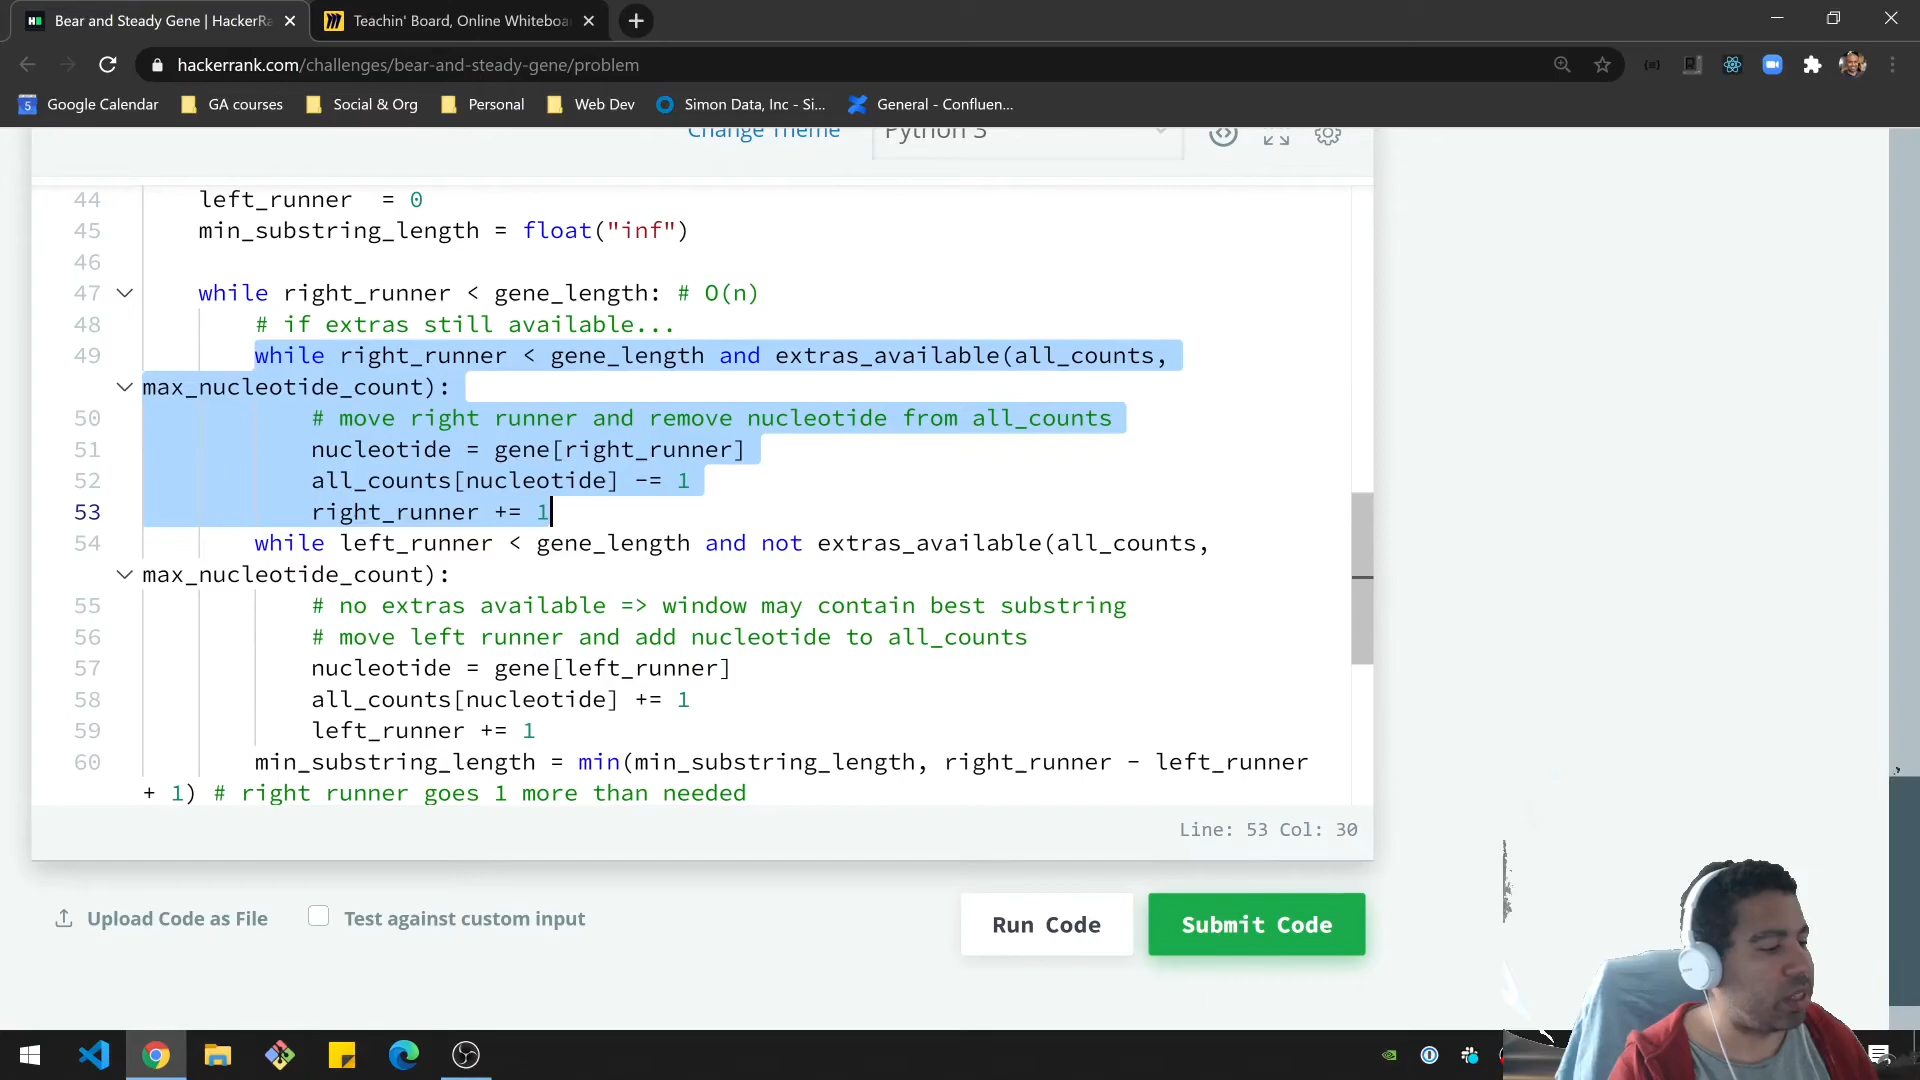 Bear and Steady Gene | HackerRa
Teachin' Board, Online Whiteboa
hackerrank.com/challenges/bear-and-steady-gene/problem
5 Google Calendar GA courses Social & Org Personal Web Dev Simon Data, Inc - Si... General - Confluen...
Change Theme Python 3
44 left_runner = 0
45 min_substring_length = float("inf")
46
47 while right_runner < gene_length: # O(n)
48 # if extras still available...
49 while right_runner < gene_length and extras_available(all_counts,
max_nucleotide_count):
50 # move right runner and remove nucleotide from all_counts
51 nucleotide = gene[right_runner]
52 all_counts[nucleotide] -= 1
53 right_runner += 1
54 while left_runner < gene_length and not extras_available(all_counts,
max_nucleotide_count):
55 # no extras available => window may contain best substring
56 # move left runner and add nucleotide to all_counts
57 nucleotide = gene[left_runner]
58 all_counts[nucleotide] += 1
59 left_runner += 1
60 min_substring_length = min(min_substring_length, right_runner - left_runner
+ 1) # right runner goes 1 more than needed
Line: 53 Col: 30
Upload Code as File Test against custom input Run Code Submit Code